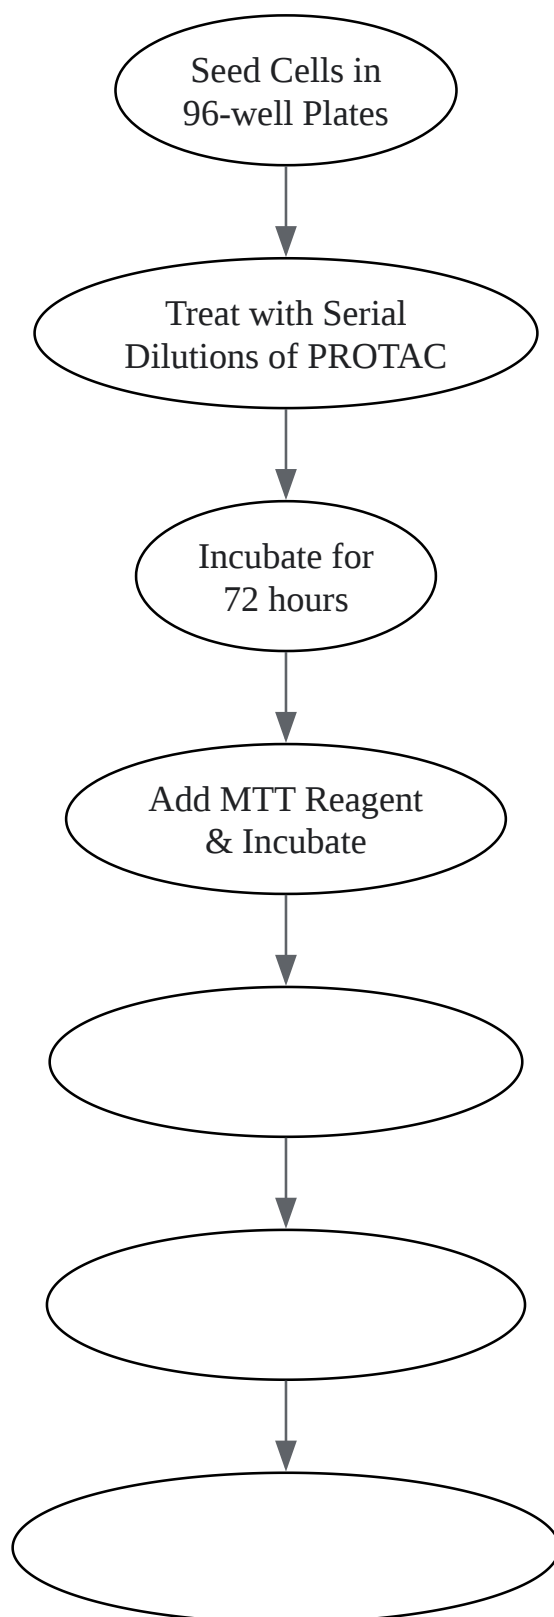 Seed Cells in
96-well Plates
Treat with Serial
Dilutions of PROTAC
Incubate for
72 hours
Add MTT Reagent
& Incubate